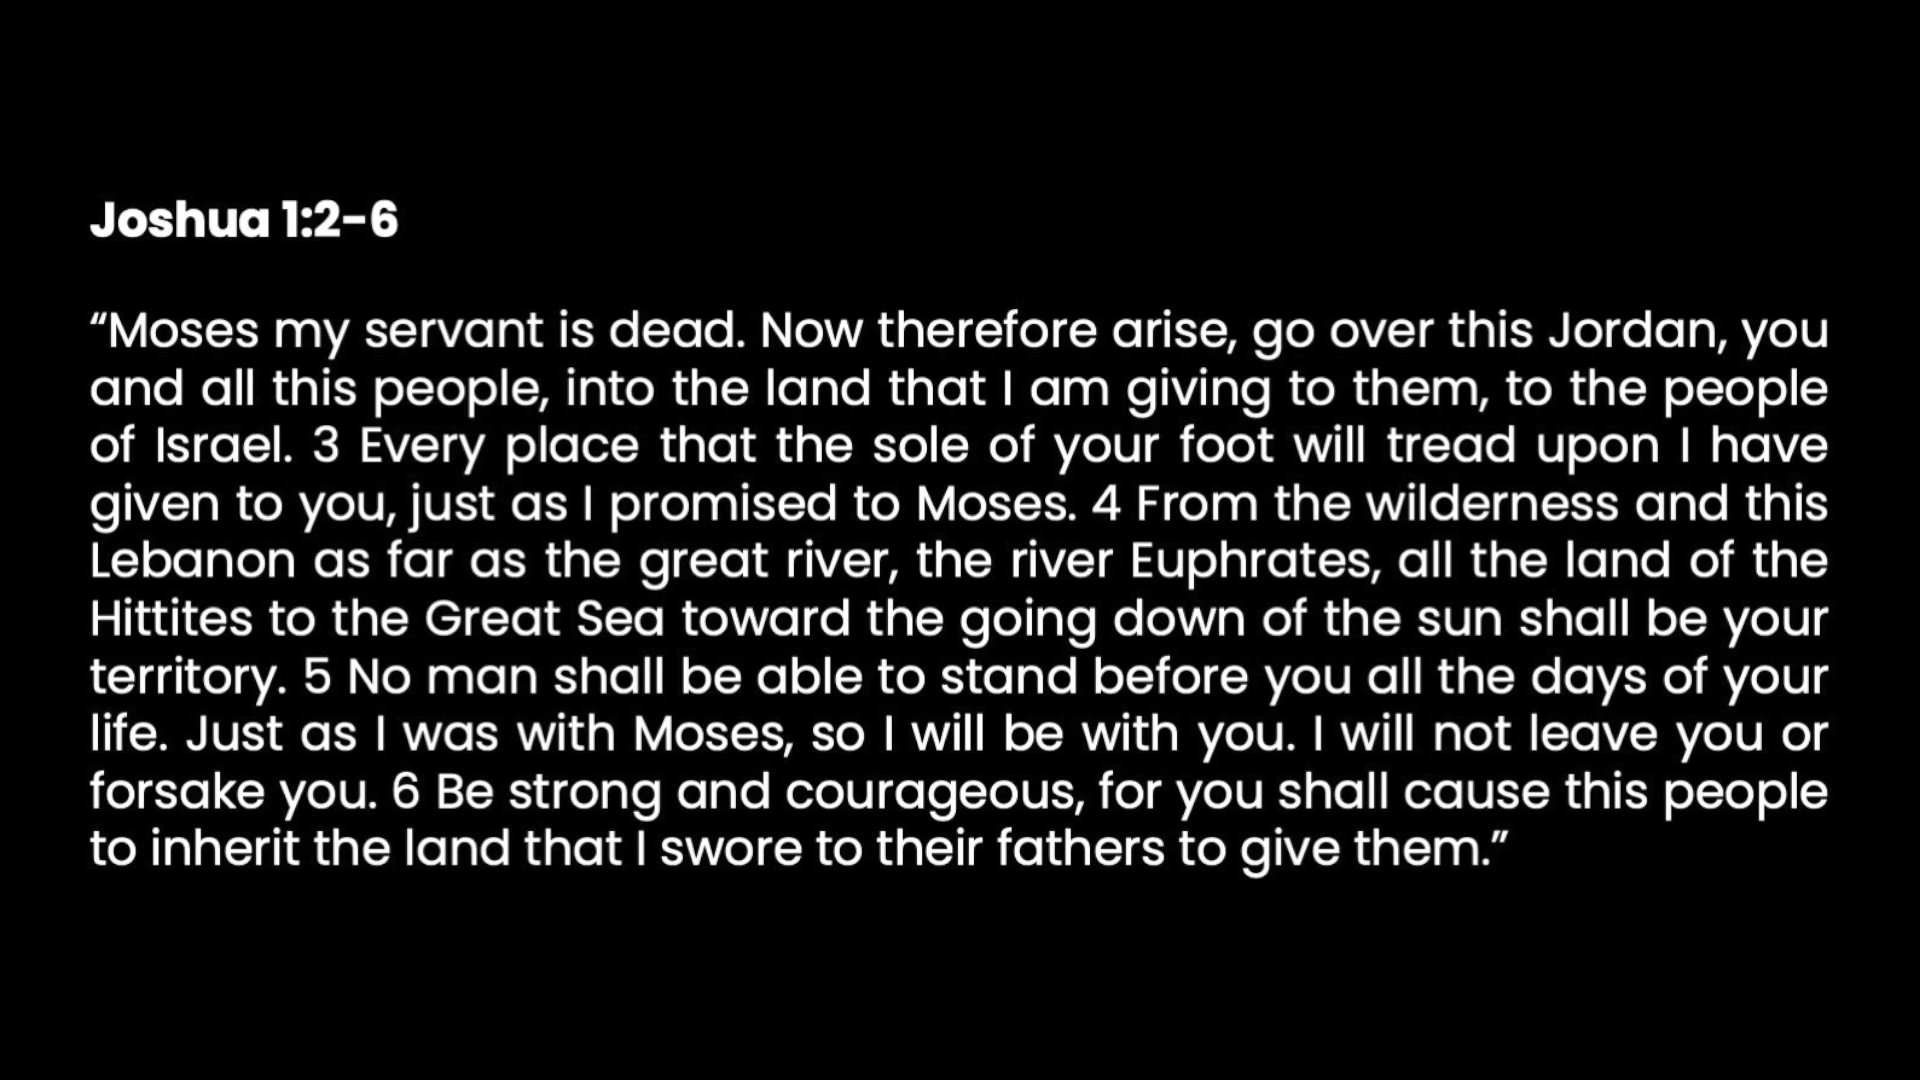 Joshua 1:2-6
“Moses my servant is dead. Now therefore arise, go over this Jordan, you
and all this people, into the land that I am giving to them, to the people
of Israel. 3 Every place that the sole of your foot will tread upon I have
given to you, just as I promised to Moses. 4 From the wilderness and this
Lebanon as far as the great river, the river Euphrates, all the land of the
Hittites to the Great Sea toward the going down of the sun shall be your
territory. 5 No man shall be able to stand before you all the days of your
life. Just as I was with Moses, so I will be with you. I will not leave you or
forsake you. 6 Be strong and courageous, for you shall cause this people
to inherit the land that I swore to their fathers to give them.”